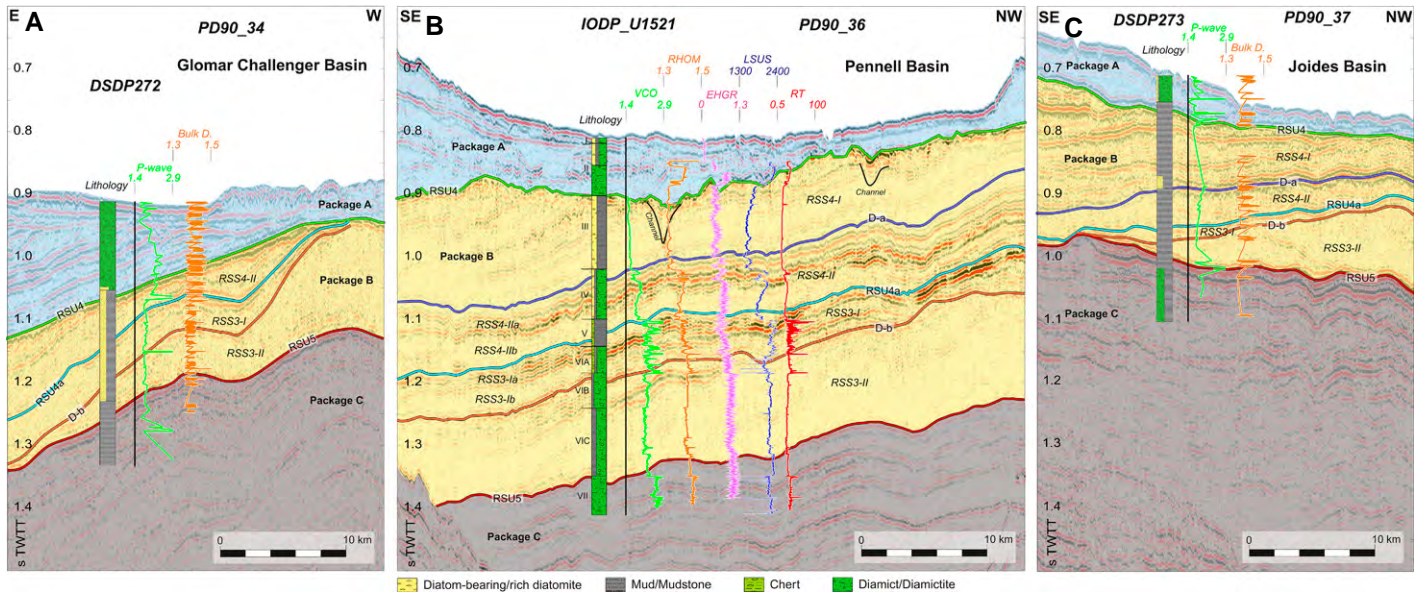 E A W
PD90_34
Glomar Challenger Basin
DSDP272
Bulk D.
1.3 1.5
P-wave
1.4 2.9
Lithology
0.7
0.8
0.9
1.0
1.1
1.2
1.3
1.4
s TWTT
Package A
RSU4
RSS4-II
Package B
RSS3-I
RSS3-II
RSU5
RSU4a
D-b
Package C
0 10 km
SE B NW
IODP_U1521 PD90_36
Pennell Basin
RHOM LSUS
1.3 1.5 1300 2400
VCO EHGR RT
1.4 2.9 0 1.3 0.5 100
Lithology
0.7
0.8
0.9
1.0
1.1
1.2
1.3
1.4
s TWTT
Package A
I
RSU4
Channel
Channel
RSS4-I
III
D-a
Package B
RSS4-II
IV
RSU4a
RSS4-IIa
V
RSS3-I
D-b
RSS4-IIb
VIA
RSS3-Ia
VIB
RSS3-II
RSS3-Ib
VIC
RSU5
VII
Package C
0 10 km
SE C DSDP273 PD90_37 NW
P-wave
Lithology 1.4 2.9 Bulk D.
1.3 1.5
Joides Basin
0.7
0.8
0.9
1.0
1.1
1.2
1.3
1.4
s TWTT
Package A
RSU4
RSS4-I
Package B
D-a
RSS4-II
RSU4a
RSS3-I
D-b
RSS3-II
RSU5
Package C
0 10 km
Diatom-bearing/rich diatomite Mud/Mudstone Chert Diamict/Diamictite